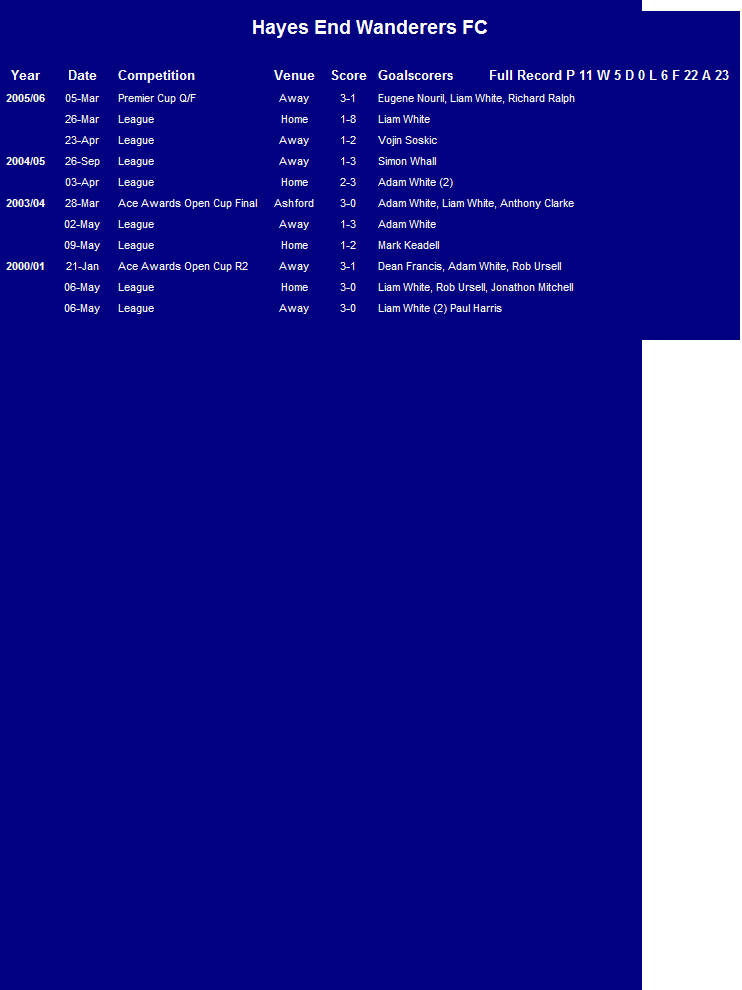 Hayes End Wanderers FC
Year Date Competition Venue Score Goalscorers Full Record P 11 W 5 D 0 L 6 F 22 A 23
2005/06 05-Mar Premier Cup Q/F Away 3-1 Eugene Nouril, Liam White, Richard Ralph
26-Mar League Home 1-8 Liam White
23-Apr League Away 1-2 Vojin Soskic
2004/05 26-Sep League Away 1-3 Simon Whall
03-Apr League Home 2-3 Adam White (2)
2003/04 28-Mar Ace Awards Open Cup Final Ashford 3-0 Adam White, Liam White, Anthony Clarke
02-May League Away 1-3 Adam White
09-May League Home 1-2 Mark Keadell
2000/01 21-Jan Ace Awards Open Cup R2 Away 3-1 Dean Francis, Adam White, Rob Ursell
06-May League Home 3-0 Liam White, Rob Ursell, Jonathon Mitchell
06-May League Away 3-0 Liam White (2) Paul Harris